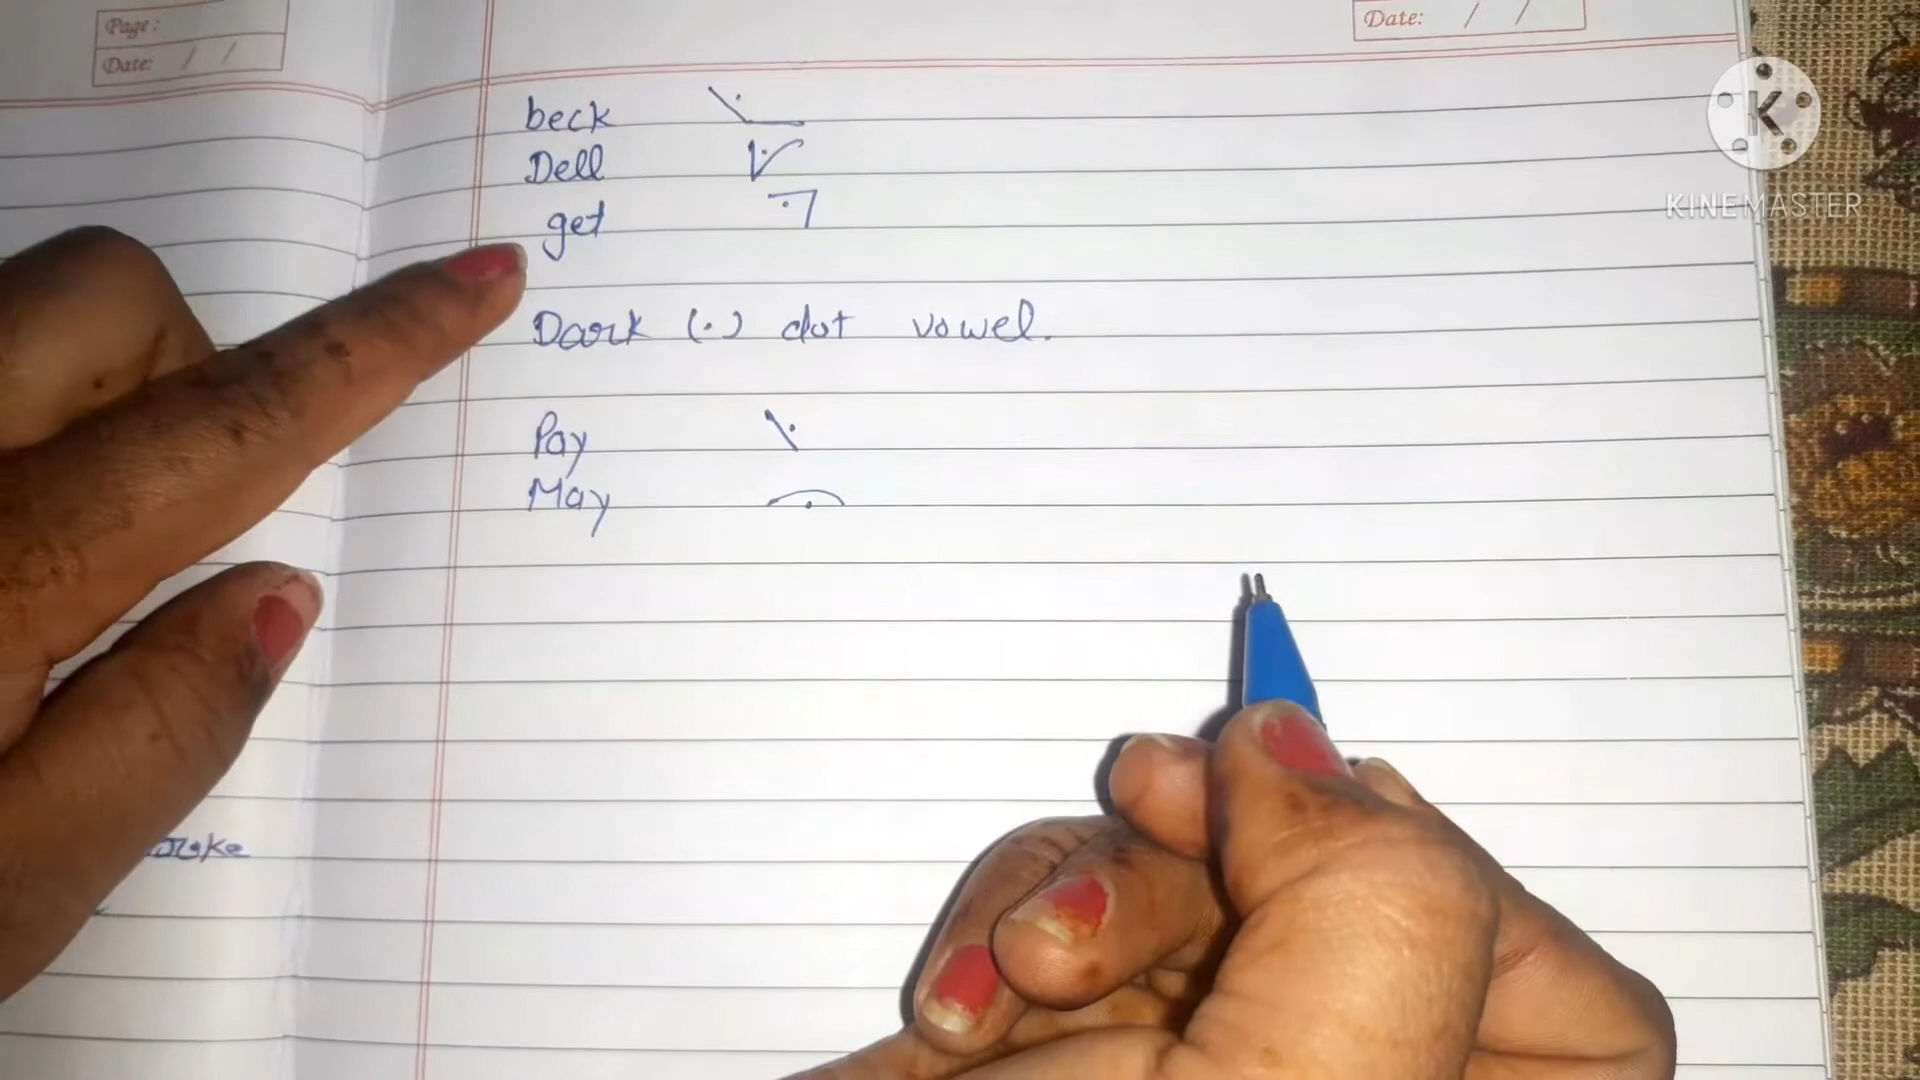 Page:
Date: / /
Date: / /
beck
Dell
get
Dark (.) dot vowel.
Pay
May
K
KINEMASTER